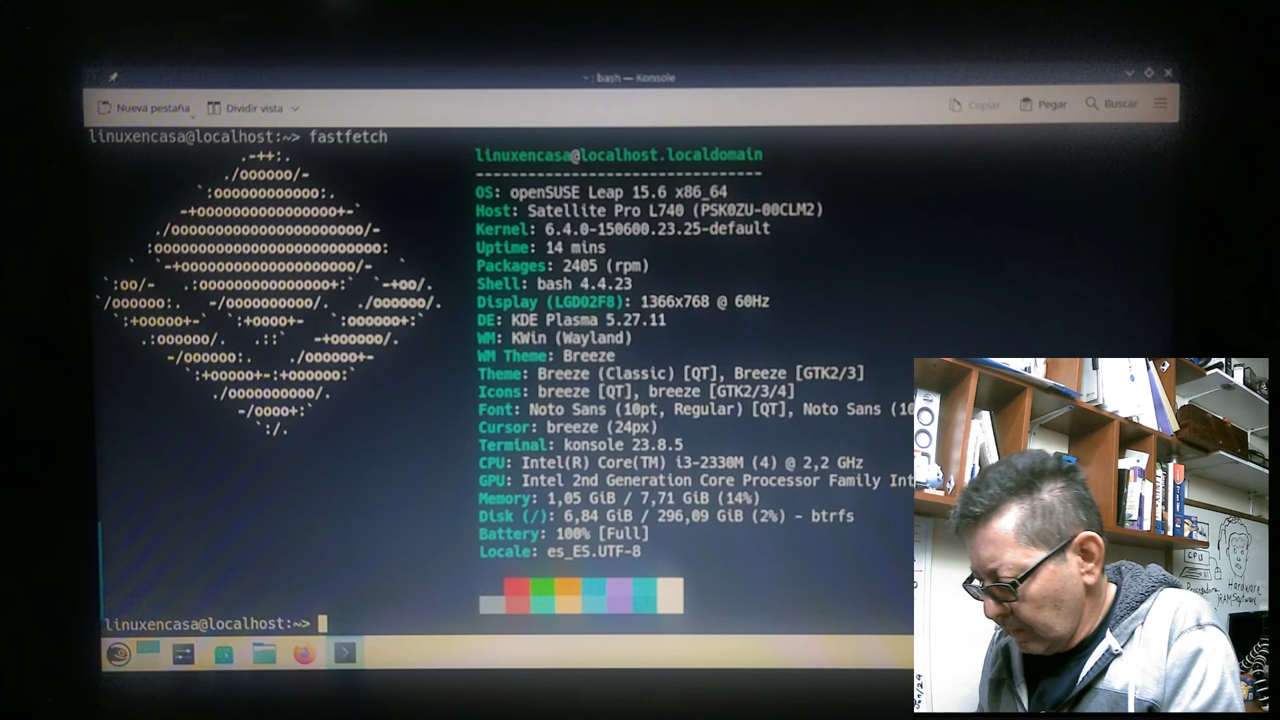 ~ : bash — Konsole
Nueva pestaña
Dividir vista
Copiar
Pegar
Buscar
linuxencasa@localhost:~> fastfetch
linuxencasa@localhost.localdomain
---------------------------------
OS: openSUSE Leap 15.6 x86_64
Host: Satellite Pro L740 (PSK0ZU-00CLM2)
Kernel: 6.4.0-150600.23.25-default
Uptime: 14 mins
Packages: 2405 (rpm)
Shell: bash 4.4.23
Display (LGD02F8): 1366x768 @ 60Hz
DE: KDE Plasma 5.27.11
WM: KWin (Wayland)
WM Theme: Breeze
Theme: Breeze (Classic) [QT], Breeze [GTK2/3]
Icons: breeze [QT], breeze [GTK2/3/4]
Font: Noto Sans (10pt, Regular) [QT], Noto Sans (10
Cursor: breeze (24px)
Terminal: konsole 23.8.5
CPU: Intel(R) Core(TM) i3-2330M (4) @ 2,2 GHz
GPU: Intel 2nd Generation Core Processor Family Int
Memory: 1,05 GiB / 7,71 GiB (14%)
Disk (/): 6,84 GiB / 296,09 GiB (2%) - btrfs
Battery: 100% [Full]
Locale: es_ES.UTF-8
linuxencasa@localhost:~>
CPU
Hardware
Software